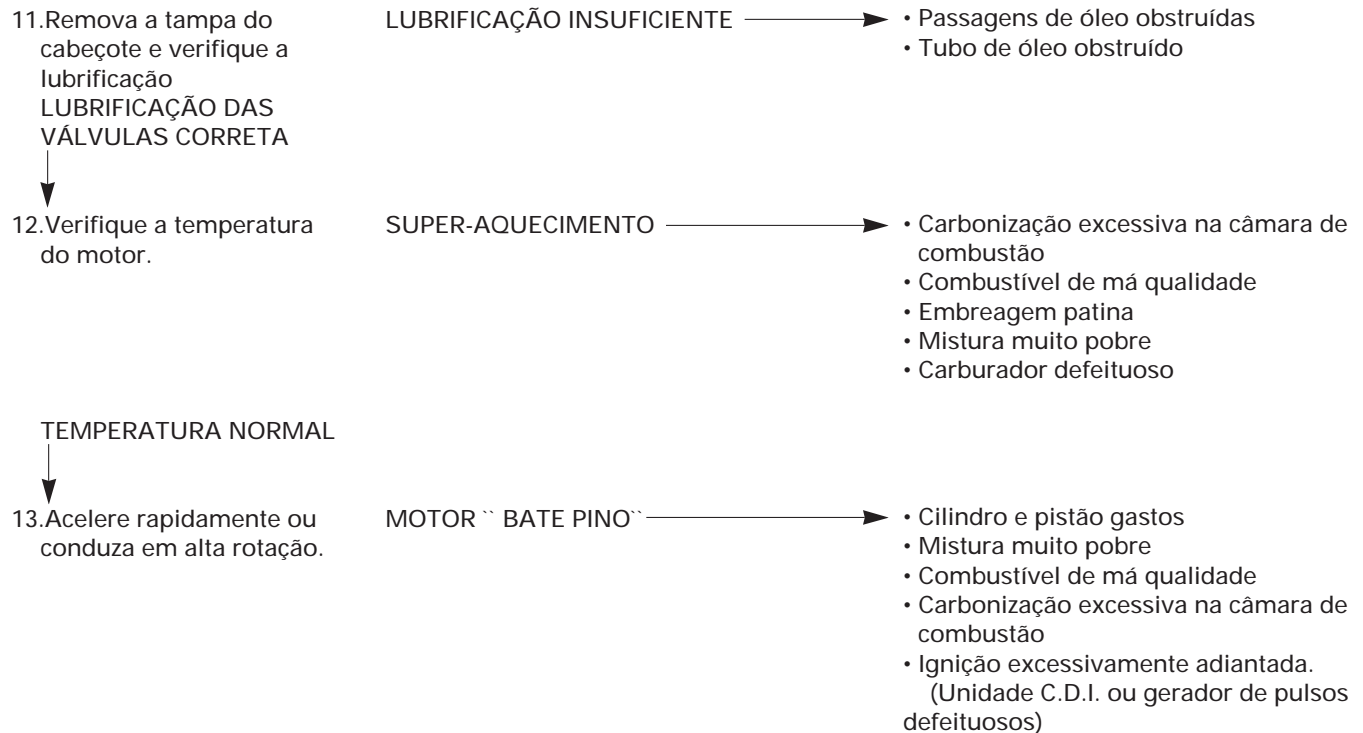 11.Remova a tampa do
cabeçote e verifique a
lubrificação
LUBRIFICAÇÃO DAS
VÁLVULAS CORRETA
LUBRIFICAÇÃO INSUFICIENTE
• Passagens de óleo obstruídas
• Tubo de óleo obstruído
12.Verifique a temperatura
do motor.
SUPER-AQUECIMENTO
• Carbonização excessiva na câmara de
combustão
• Combustível de má qualidade
• Embreagem patina
• Mistura muito pobre
• Carburador defeituoso
TEMPERATURA NORMAL
13.Acelere rapidamente ou
conduza em alta rotação.
MOTOR `` BATE PINO``
• Cilindro e pistão gastos
• Mistura muito pobre
• Combustível de má qualidade
• Carbonização excessiva na câmara de
combustão
• Ignição excessivamente adiantada.
(Unidade C.D.I. ou gerador de pulsos
defeituosos)